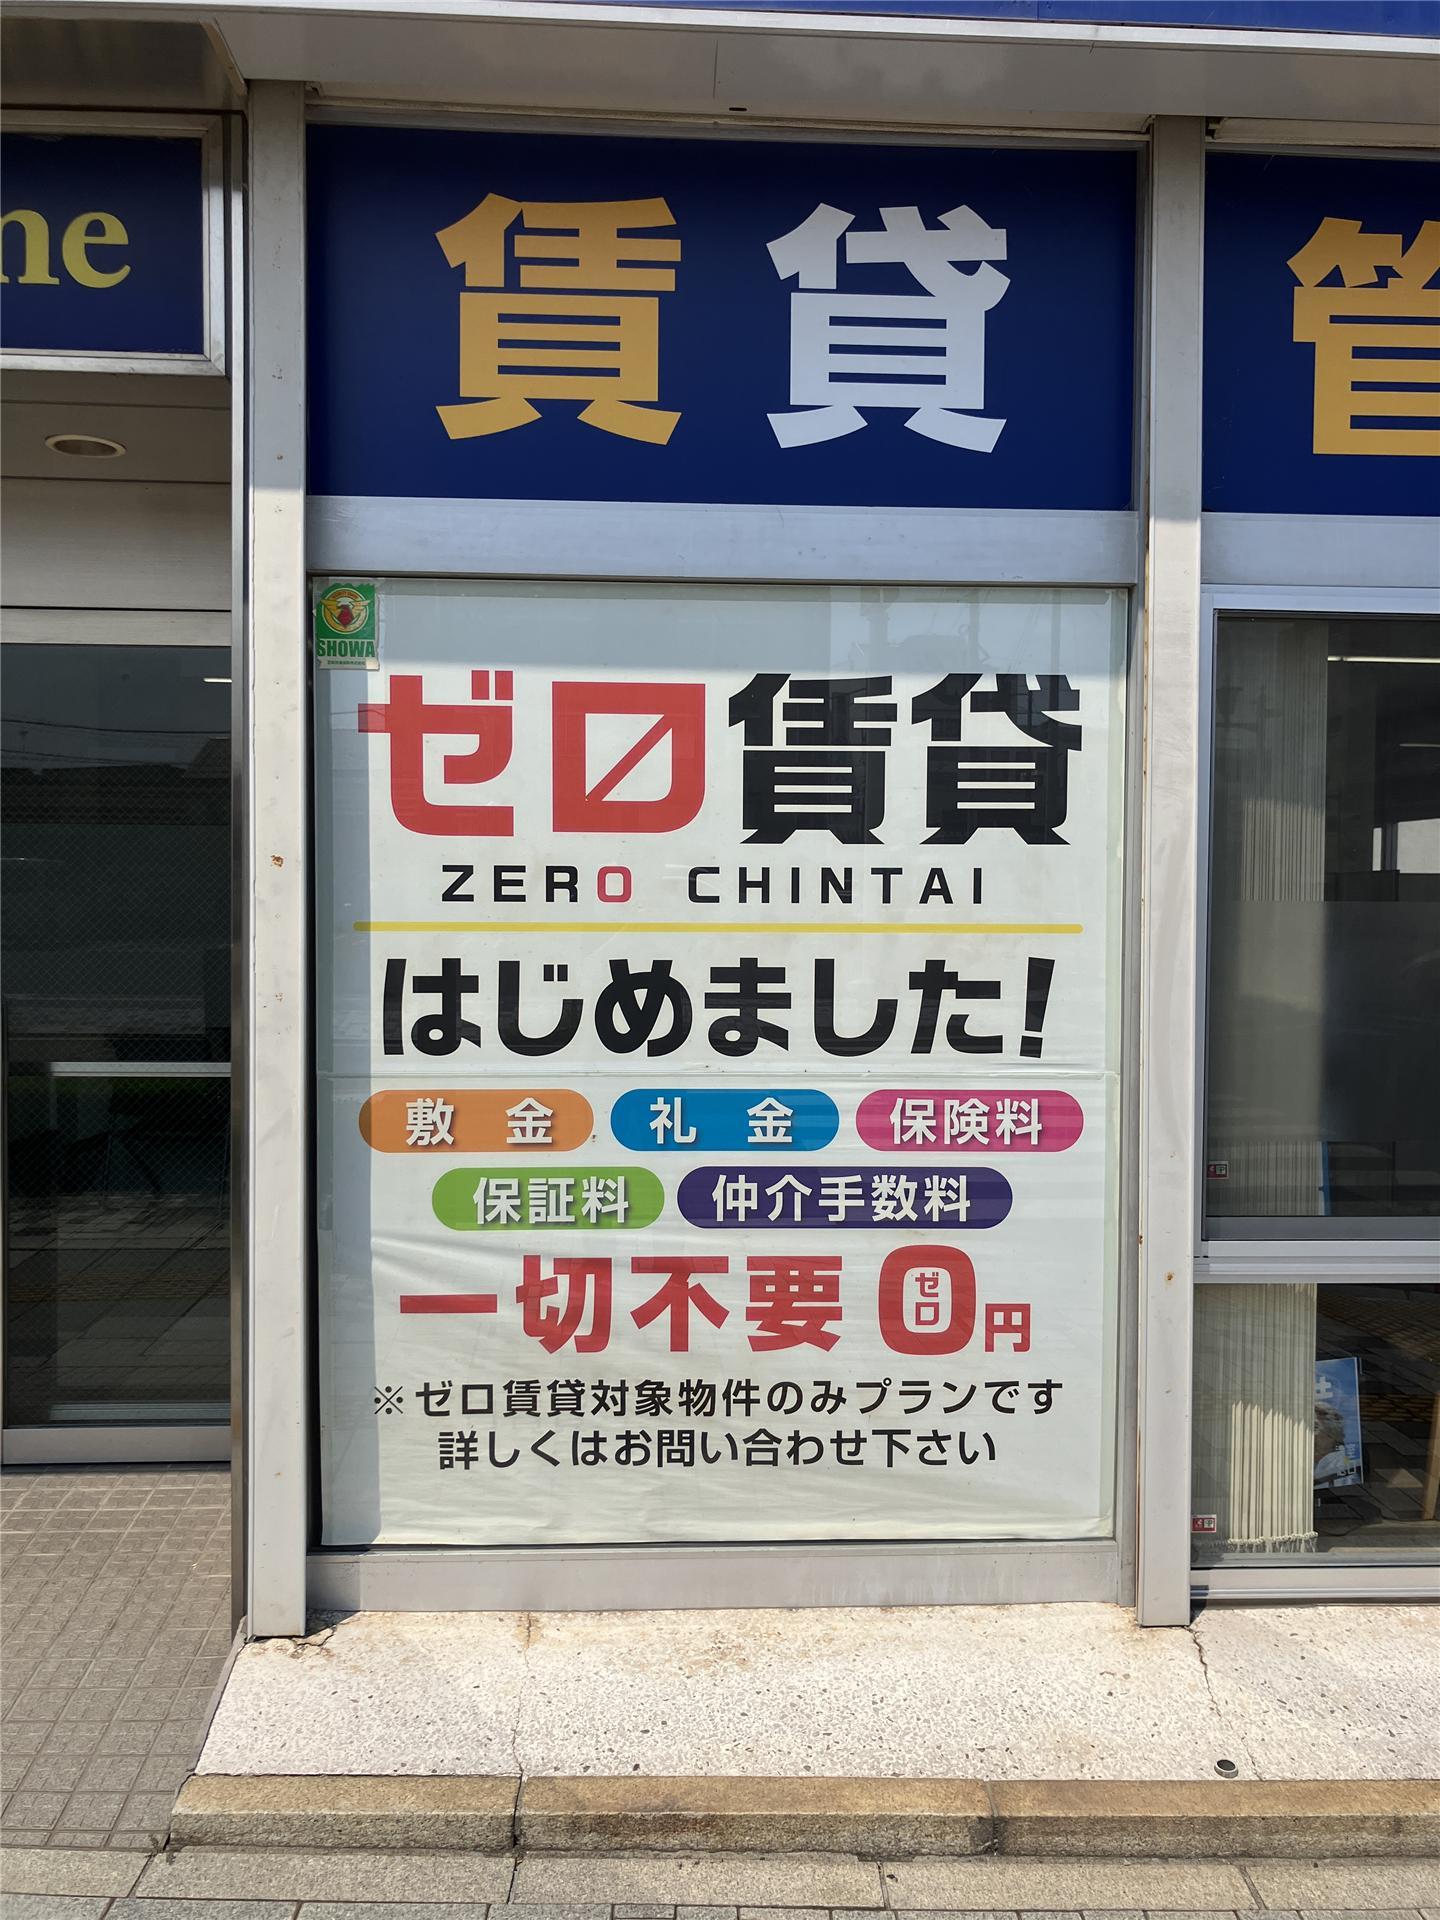 ne
賃貸
管
SHOWA
ゼロ賃貸
ZERO CHINTAI
はじめました!
敷金 礼金 保険料
保証料 仲介手数料
一切不要0ゼロ円
※ゼロ賃貸対象物件のみプランです
詳しくはお問い合わせ下さい